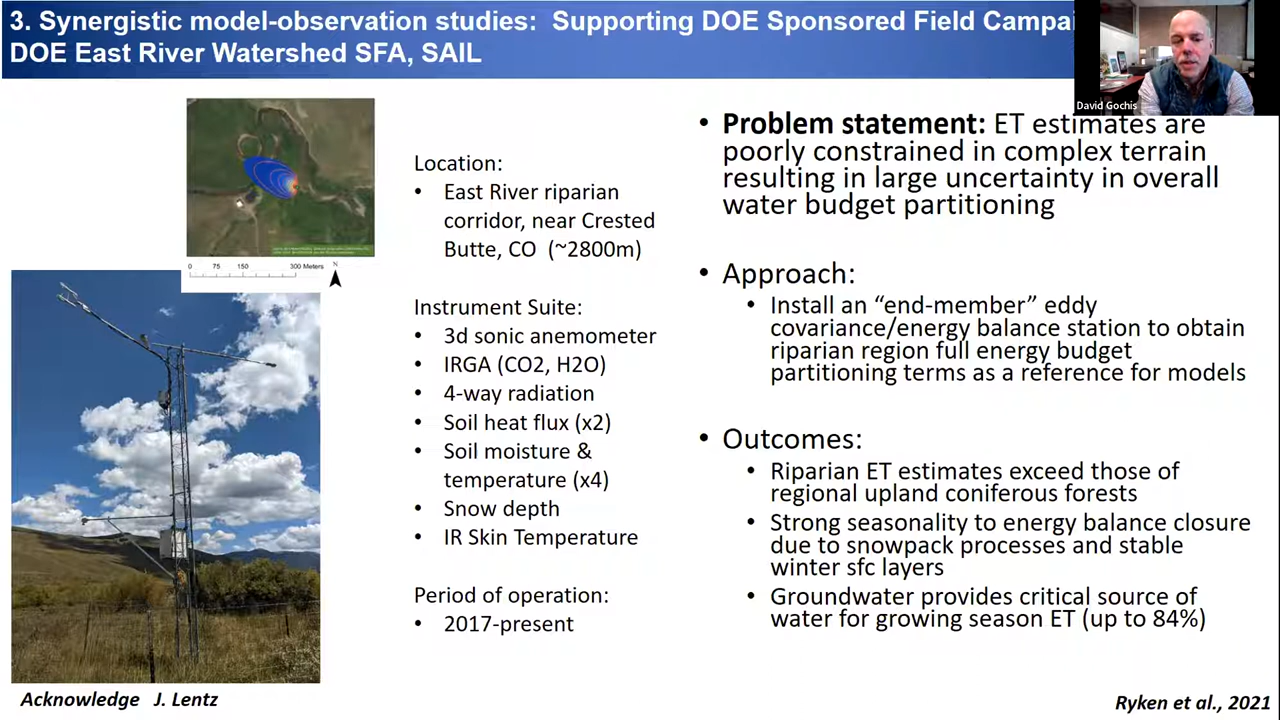 3. Synergistic model-observation studies: Supporting DOE Sponsored Field Campai
DOE East River Watershed SFA, SAIL
David Gochis
Location:
• East River riparian
corridor, near Crested
Butte, CO (~2800m)
0 75 150 300 Meters N
Instrument Suite:
• 3d sonic anemometer
• IRGA (CO2, H2O)
• 4-way radiation
• Soil heat flux (x2)
• Soil moisture &
temperature (x4)
• Snow depth
• IR Skin Temperature
Period of operation:
• 2017-present
• Problem statement: ET estimates are
poorly constrained in complex terrain
resulting in large uncertainty in overall
water budget partitioning
• Approach:
• Install an “end-member” eddy
covariance/energy balance station to obtain
riparian region full energy budget
partitioning terms as a reference for models
• Outcomes:
• Riparian ET estimates exceed those of
regional upland coniferous forests
• Strong seasonality to energy balance closure
due to snowpack processes and stable
winter sfc layers
• Groundwater provides critical source of
water for growing season ET (up to 84%)
Acknowledge J. Lentz
Ryken et al., 2021